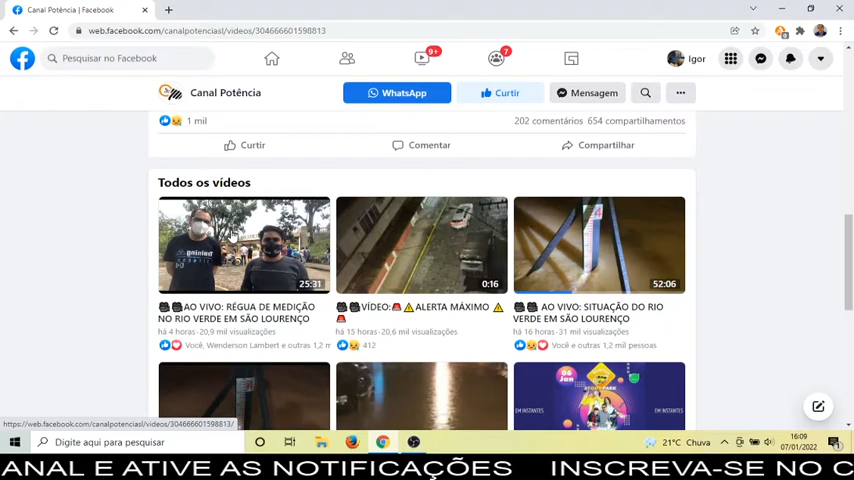 Canal Potência | Facebook
web.facebook.com/canalpotenciasl/videos/304666601598813
Pesquisar no Facebook
9+
7
Igor
Canal Potência
WhatsApp
Curtir
Mensagem
1 mil
202 comentários 654 compartilhamentos
Curtir
Comentar
Compartilhar
Todos os vídeos
25:31
0:16
4
52:06
AO VIVO: RÉGUA DE MEDIÇÃO
NO RIO VERDE EM SÃO LOURENÇO
há 4 horas · 20,9 mil visualizações
Você, Wenderson Lambert e outras 1,2 m
VÍDEO: ALERTA MÁXIMO
há 15 horas · 20,6 mil visualizações
412
AO VIVO: SITUAÇÃO DO RIO
VERDE EM SÃO LOURENÇO
há 16 horas · 31 mil visualizações
Você e outras 1,2 mil pessoas
06
Jan
EM INSTANTES
EM INSTANTES
https://web.facebook.com/canalpotenciasl/videos/304666601598813/
Digite aqui para pesquisar
21°C Chuva
16:09
07/01/2022
1
ANAL E ATIVE AS NOTIFICAÇÕES INSCREVA-SE NO C